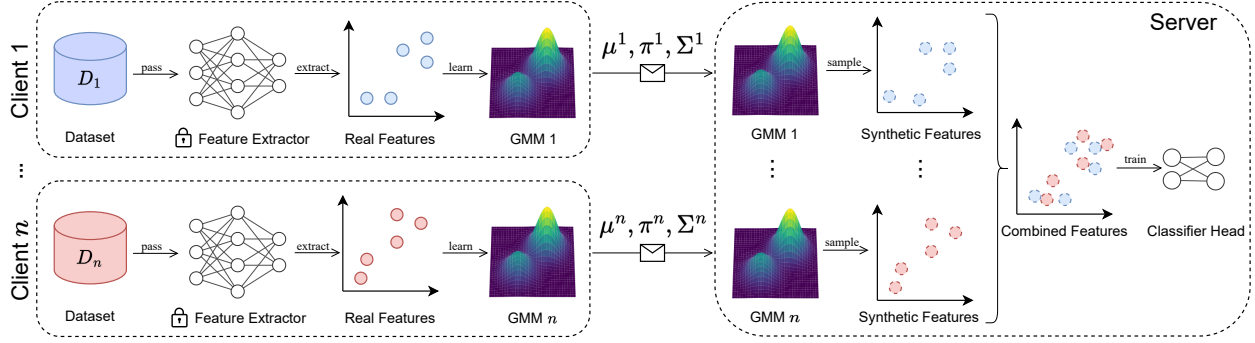 Client 1
D₁
Dataset
pass
Feature Extractor
extract
Real Features
learn
GMM 1
μ¹, π¹, Σ¹
Server
GMM 1
sample
Synthetic Features
...
Client n
Dₙ
Dataset
pass
Feature Extractor
extract
Real Features
learn
GMM n
μⁿ, πⁿ, Σⁿ
⋮
GMM n
sample
⋮
Synthetic Features
Combined Features
train
Classifier Head